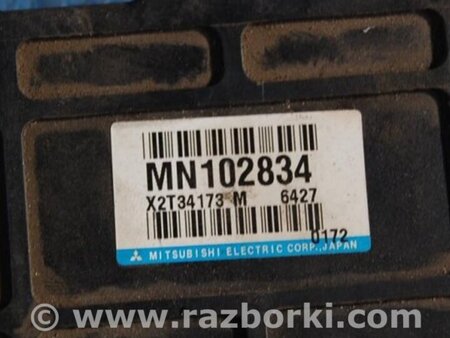 MN102834
X2T34173 M 6427
0172
MITSUBISHI ELECTRIC CORP.,JAPAN
© www.razborki.com